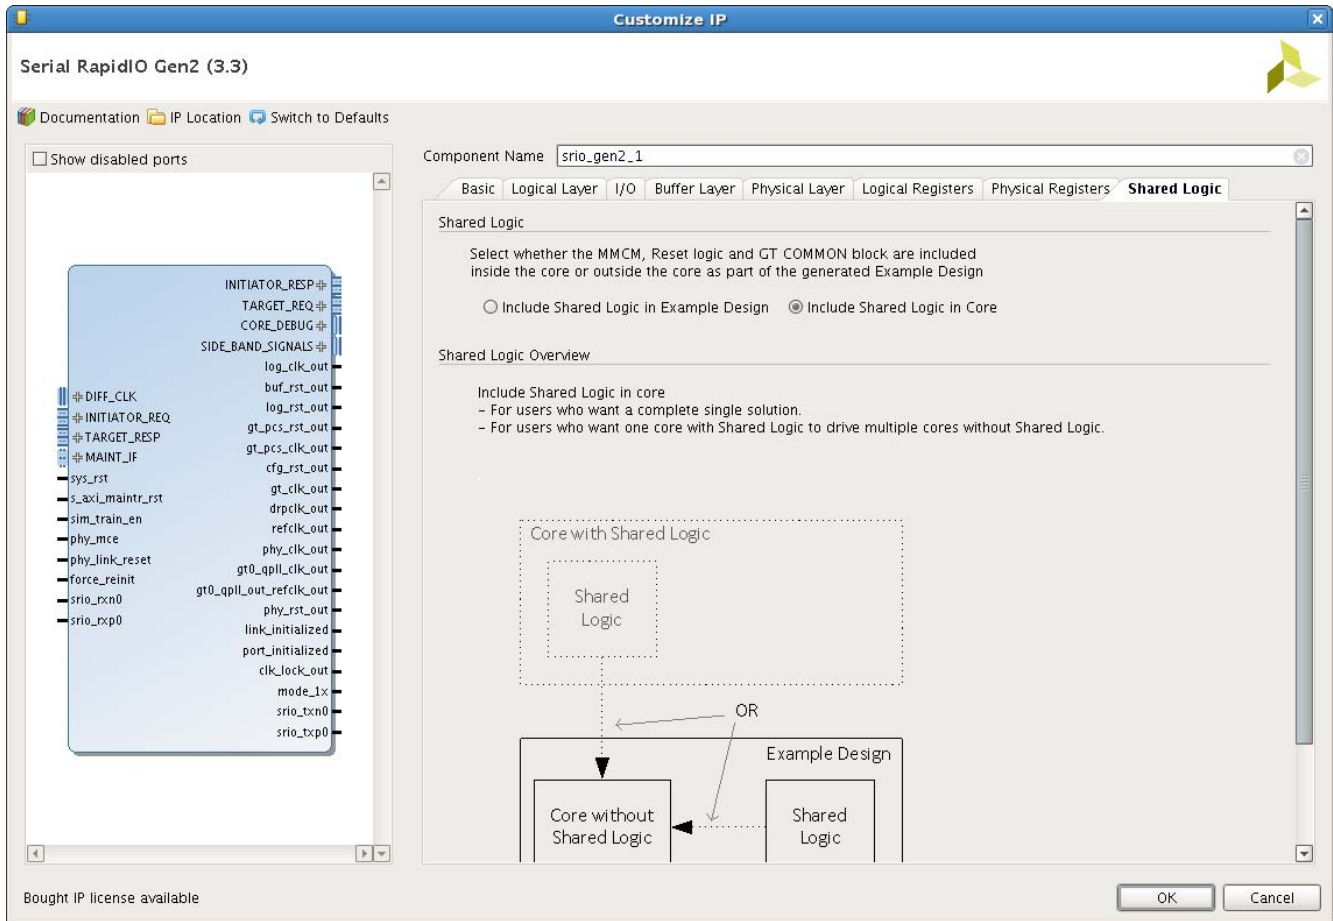 Customize IP
Serial RapidIO Gen2 (3.3)
Documentation IP Location Switch to Defaults
Show disabled ports
INITIATOR_RESP
TARGET_REQ
CORE_DEBUG
SIDE_BAND_SIGNALS
log_clk_out
buf_rst_out
log_rst_out
gt_pcs_rst_out
gt_pcs_clk_out
cfg_rst_out
gt_clk_out
drpclk_out
refclk_out
phy_clk_out
gt0_qpll_clk_out
gt0_qpll_out_refclk_out
phy_rst_out
link_initialized
port_initialized
clk_lock_out
mode_1x
srio_txn0
srio_txp0
DIFF_CLK
INITIATOR_REQ
TARGET_RESP
MAINT_IF
sys_rst
s_axi_maintr_rst
sim_train_en
phy_mce
phy_link_reset
force_reinit
srio_rxn0
srio_rxp0
Component Name srio_gen2_1
Basic Logical Layer I/O Buffer Layer Physical Layer Logical Registers Physical Registers Shared Logic
Shared Logic
Select whether the MMCM, Reset logic and GT COMMON block are included
inside the core or outside the core as part of the generated Example Design
Include Shared Logic in Example Design Include Shared Logic in Core
Shared Logic Overview
Include Shared Logic in core
- For users who want a complete single solution.
- For users who want one core with Shared Logic to drive multiple cores without Shared Logic.
Core with Shared Logic
Shared
Logic
OR
Example Design
Core without
Shared Logic
Shared
Logic
Bought IP license available
OK Cancel